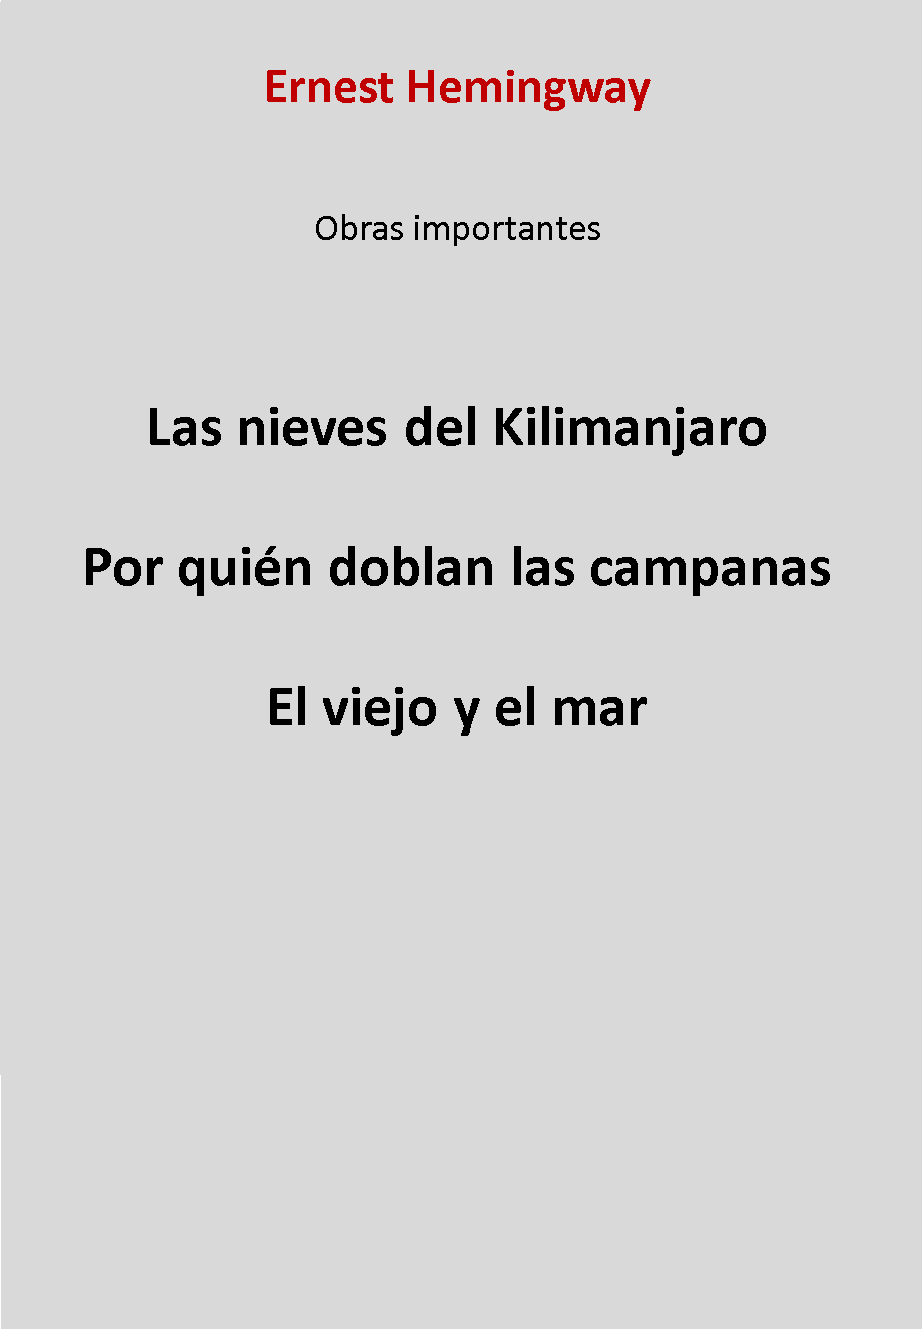 Ernest Hemingway
Obras importantes
Las nieves del Kilimanjaro
Por quién doblan las campanas
El viejo y el mar